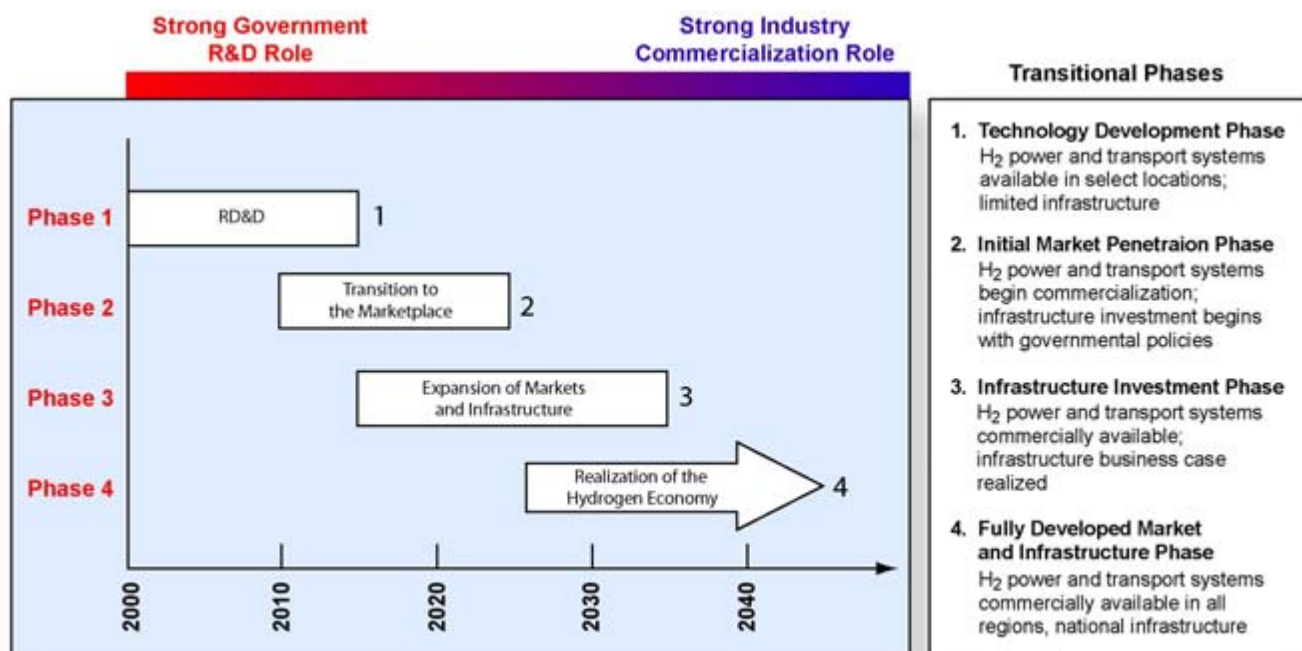 Strong Government
R&D Role
Strong Industry
Commercialization Role
Phase 1
RD&D
1
Phase 2
Transition to
the Marketplace
2
Phase 3
Expansion of Markets
and Infrastructure
3
Phase 4
Realization of the
Hydrogen Economy
4
2000
2010
2020
2030
2040
Transitional Phases
1. Technology Development Phase
H₂ power and transport systems
available in select locations;
limited infrastructure
2. Initial Market Penetraion Phase
H₂ power and transport systems
begin commercialization;
infrastructure investment begins
with governmental policies
3. Infrastructure Investment Phase
H₂ power and transport systems
commercially available;
infrastructure business case
realized
4. Fully Developed Market
and Infrastructure Phase
H₂ power and transport systems
commercially available in all
regions, national infrastructure